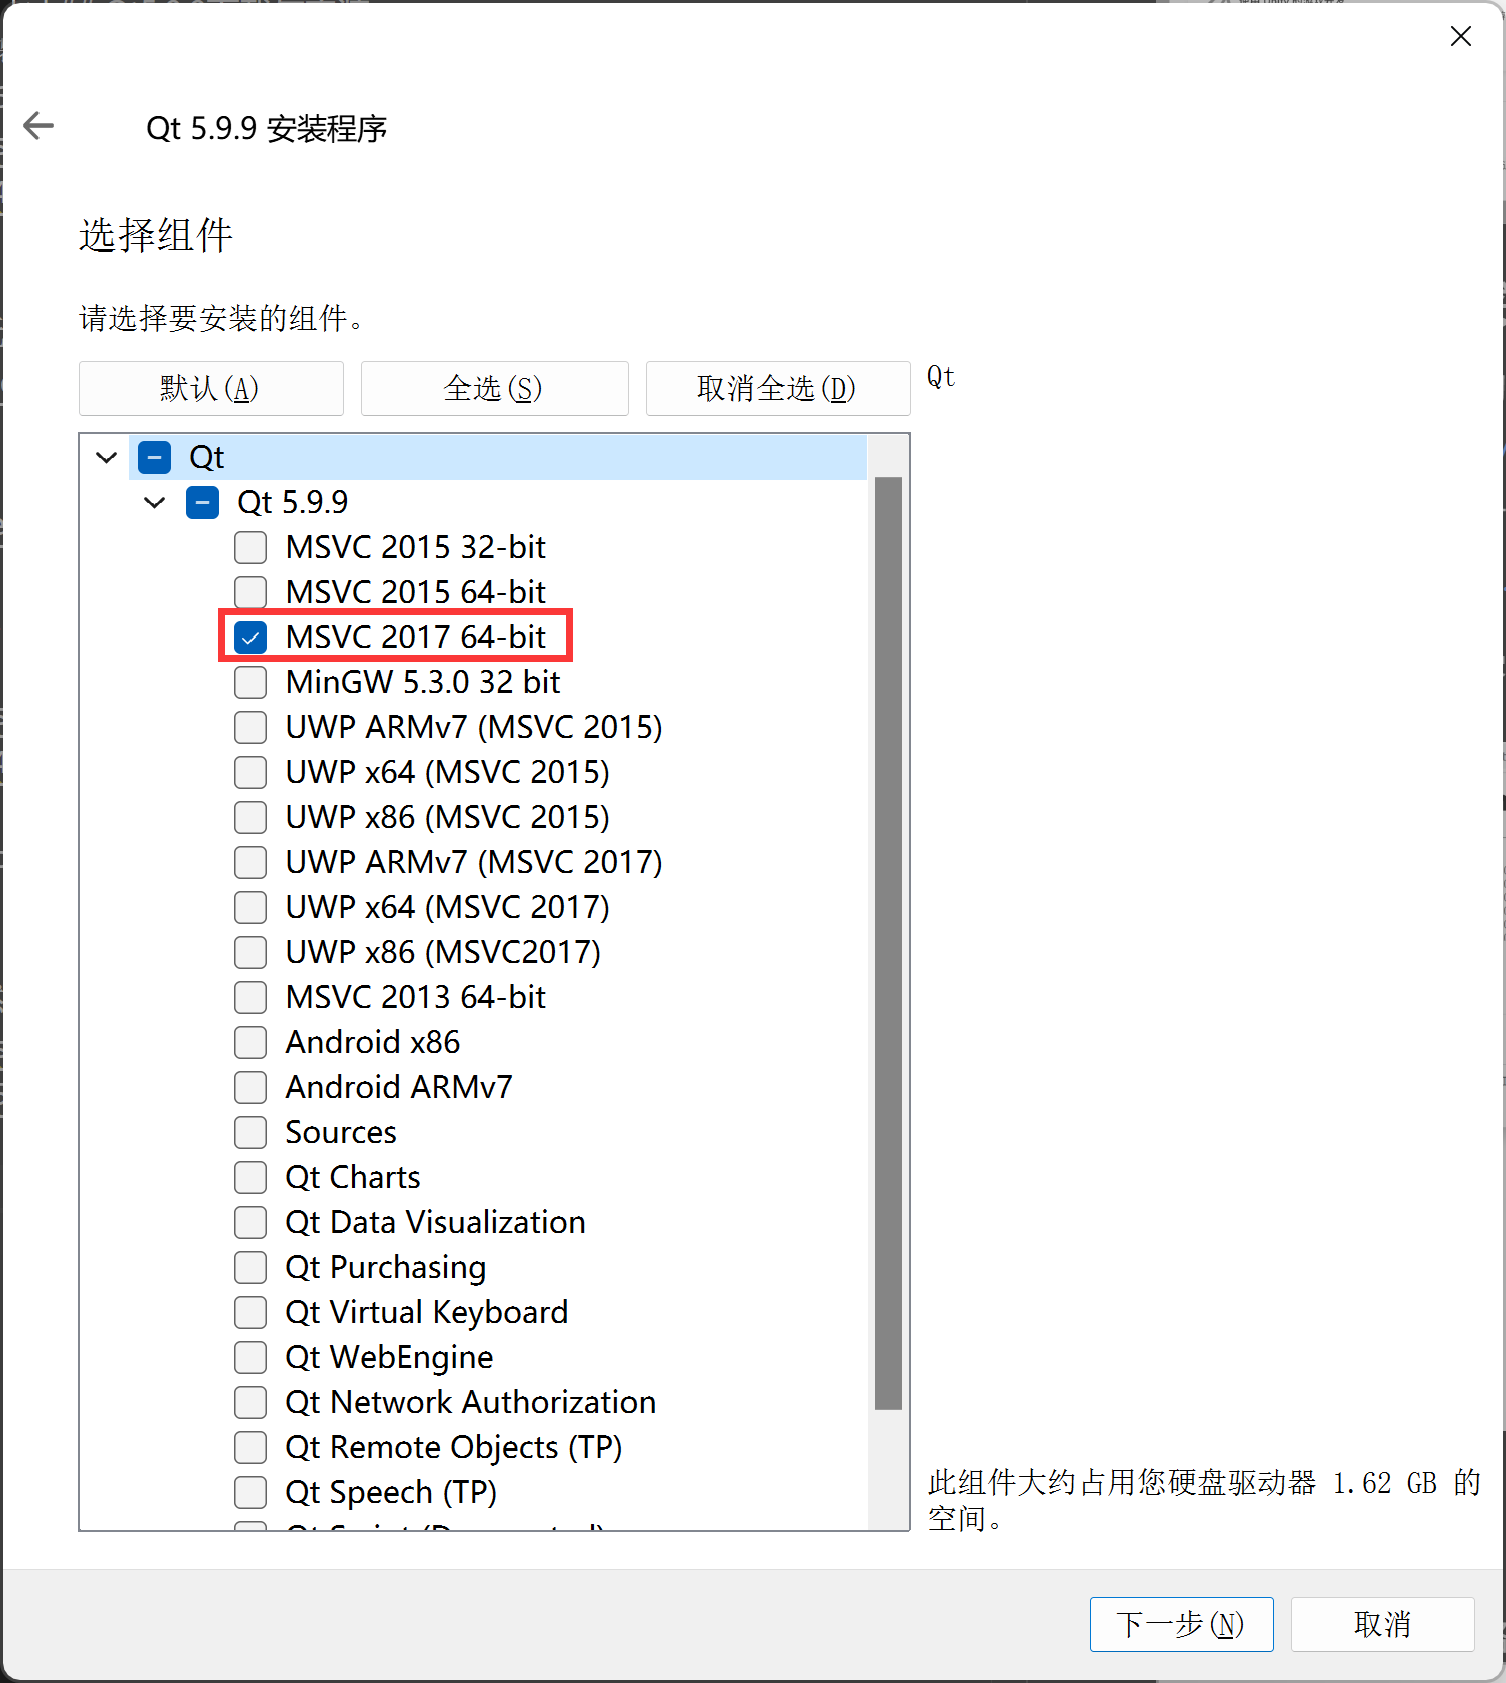 Qt 5.9.9 安装程序
选择组件
请选择要安装的组件。
默认(A)
全选(S)
取消全选(D)
Qt
Qt
Qt 5.9.9
MSVC 2015 32-bit
MSVC 2015 64-bit
MSVC 2017 64-bit
MinGW 5.3.0 32 bit
UWP ARMv7 (MSVC 2015)
UWP x64 (MSVC 2015)
UWP x86 (MSVC 2015)
UWP ARMv7 (MSVC 2017)
UWP x64 (MSVC 2017)
UWP x86 (MSVC2017)
MSVC 2013 64-bit
Android x86
Android ARMv7
Sources
Qt Charts
Qt Data Visualization
Qt Purchasing
Qt Virtual Keyboard
Qt WebEngine
Qt Network Authorization
Qt Remote Objects (TP)
Qt Speech (TP)
此组件大约占用您硬盘驱动器 1.62 GB 的
空间。
下一步(N)
取消